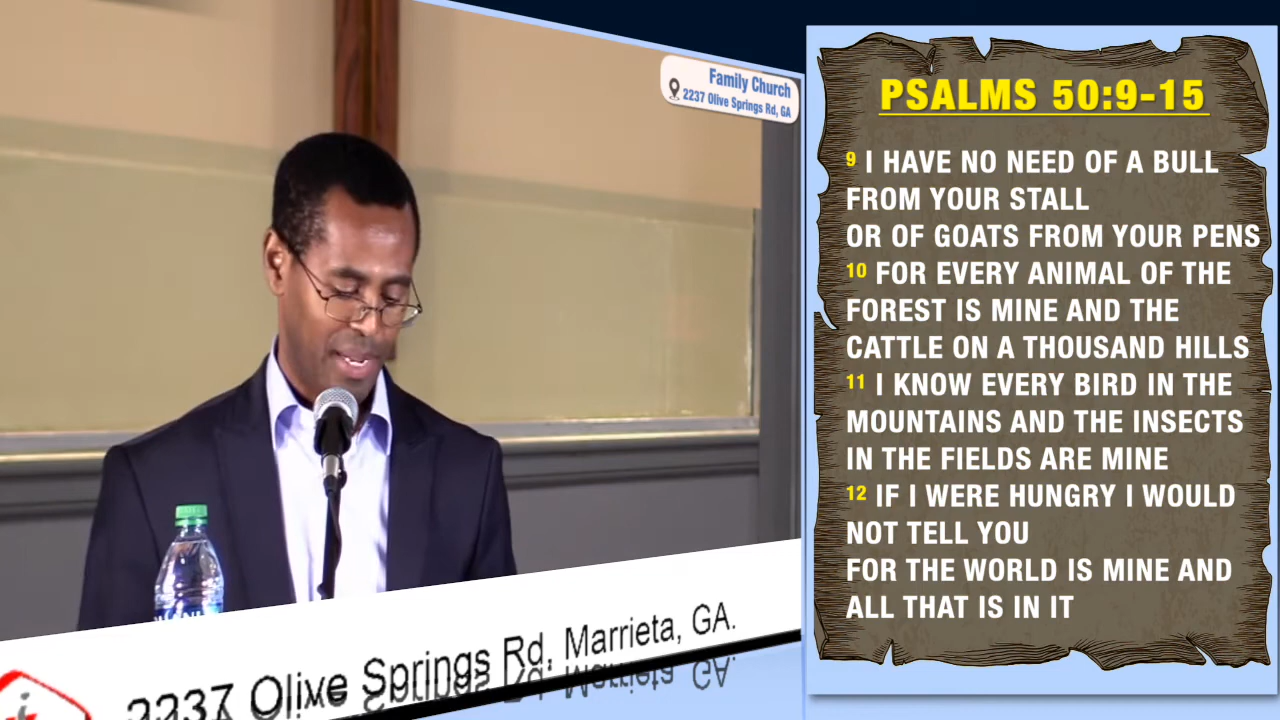 Family Church
2237 Olive Springs Rd, GA
2237 Olive Springs Rd, Marrieta, GA.
PSALMS 50:9-15
9 I HAVE NO NEED OF A BULL
FROM YOUR STALL
OR OF GOATS FROM YOUR PENS
10 FOR EVERY ANIMAL OF THE
FOREST IS MINE AND THE
CATTLE ON A THOUSAND HILLS
11 I KNOW EVERY BIRD IN THE
MOUNTAINS AND THE INSECTS
IN THE FIELDS ARE MINE
12 IF I WERE HUNGRY I WOULD
NOT TELL YOU
FOR THE WORLD IS MINE AND
ALL THAT IS IN IT